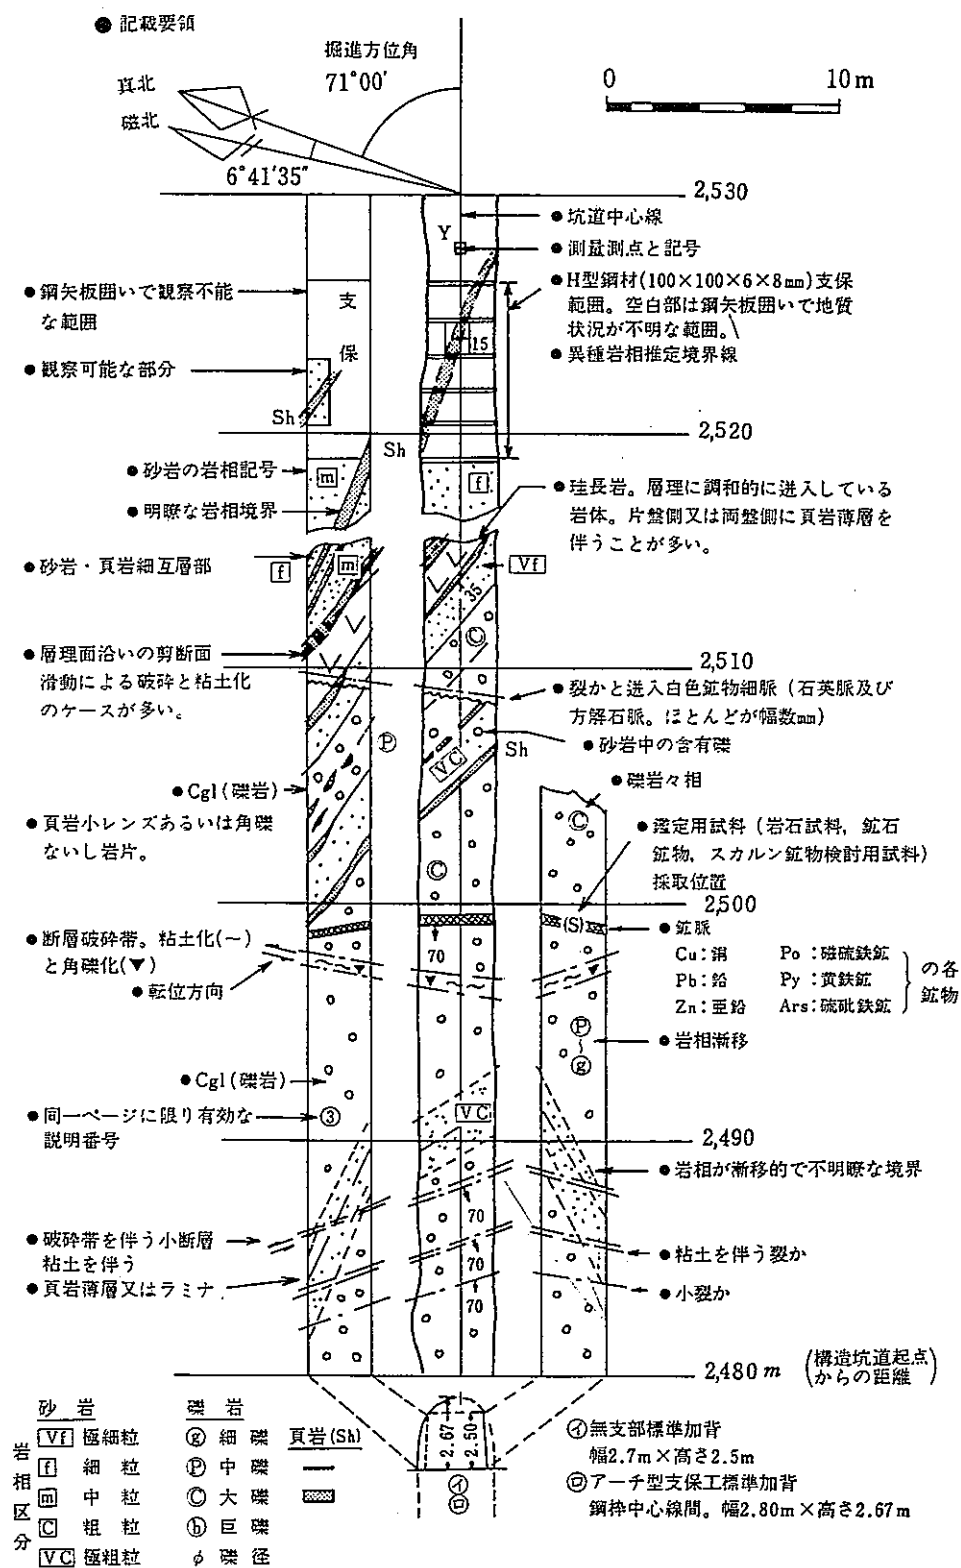 ● 記載要領
掘進方位角
71°00′
真北
磁北
6°41′35″
0 10m
2,530
● 坑道中心線
Y
● 測量測点と記号
● H型鋼材(100×100×6×8mm)支保
範囲。空白部は鋼矢板囲いで地質
状況が不明な範囲。
● 異種岩相推定境界線
● 鋼矢板囲いで観察不能
な範囲
支
保
15
● 観察可能な部分
Sh
2,520
Sh
● 砂岩の岩相記号
m
f
● 明瞭な岩相境界
● 珪長岩。層理に調和的に迸入している
岩体。片盤側又は両盤側に頁岩薄層を
伴うことが多い。
● 砂岩・頁岩細互層部
f
m
Vf
35
C
● 層理面沿いの剪断面
滑動による破砕と粘土化
のケースが多い。
2,510
● 裂かと迸入白色鉱物細脈（石英脈及び
方解石脈。ほとんどが幅数mm）
P
VC
Sh
● 砂岩中の含有礫
● Cgl(礫岩)
● 礫岩々相
C
● 頁岩小レンズあるいは角礫
ないし岩片。
C
● 鑑定用試料（岩石試料，鉱石
鉱物，スカルン鉱物検討用試料）
採取位置
2,500
(S)
● 鉱脈
Cu：銅 Po：磁硫鉄鉱
Pb：鉛 Py：黄鉄鉱
Zn：亜鉛 Ars：硫砒鉄鉱
の各
鉱物
● 断層破砕帯。粘土化(～)
と角礫化(▼)
70
● 転位方向
P
～
g
● 岩相漸移
● Cgl(礫岩)
● 同一ページに限り有効な
説明番号
③
VC
2,490
● 岩相が漸移的で不明瞭な境界
70
● 破砕帯を伴う小断層
粘土を伴う
70
● 粘土を伴う裂か
● 頁岩薄層又はラミナ
70
● 小裂か
2,480 m
(構造坑道起点
からの距離)
2.67
2.50
㋑
㋺
㋑無支部標準加背
幅2.7m×高さ2.5m
㋺アーチ型支保工標準加背
鋼枠中心線間。幅2.80m×高さ2.67m
岩相区分
砂岩 礫岩
Vf 極細粒 g 細礫 頁岩(Sh)
f 細粒 P 中礫
m 中粒 C 大礫
C 粗粒 b 巨礫
VC 極粗粒 φ 礫径